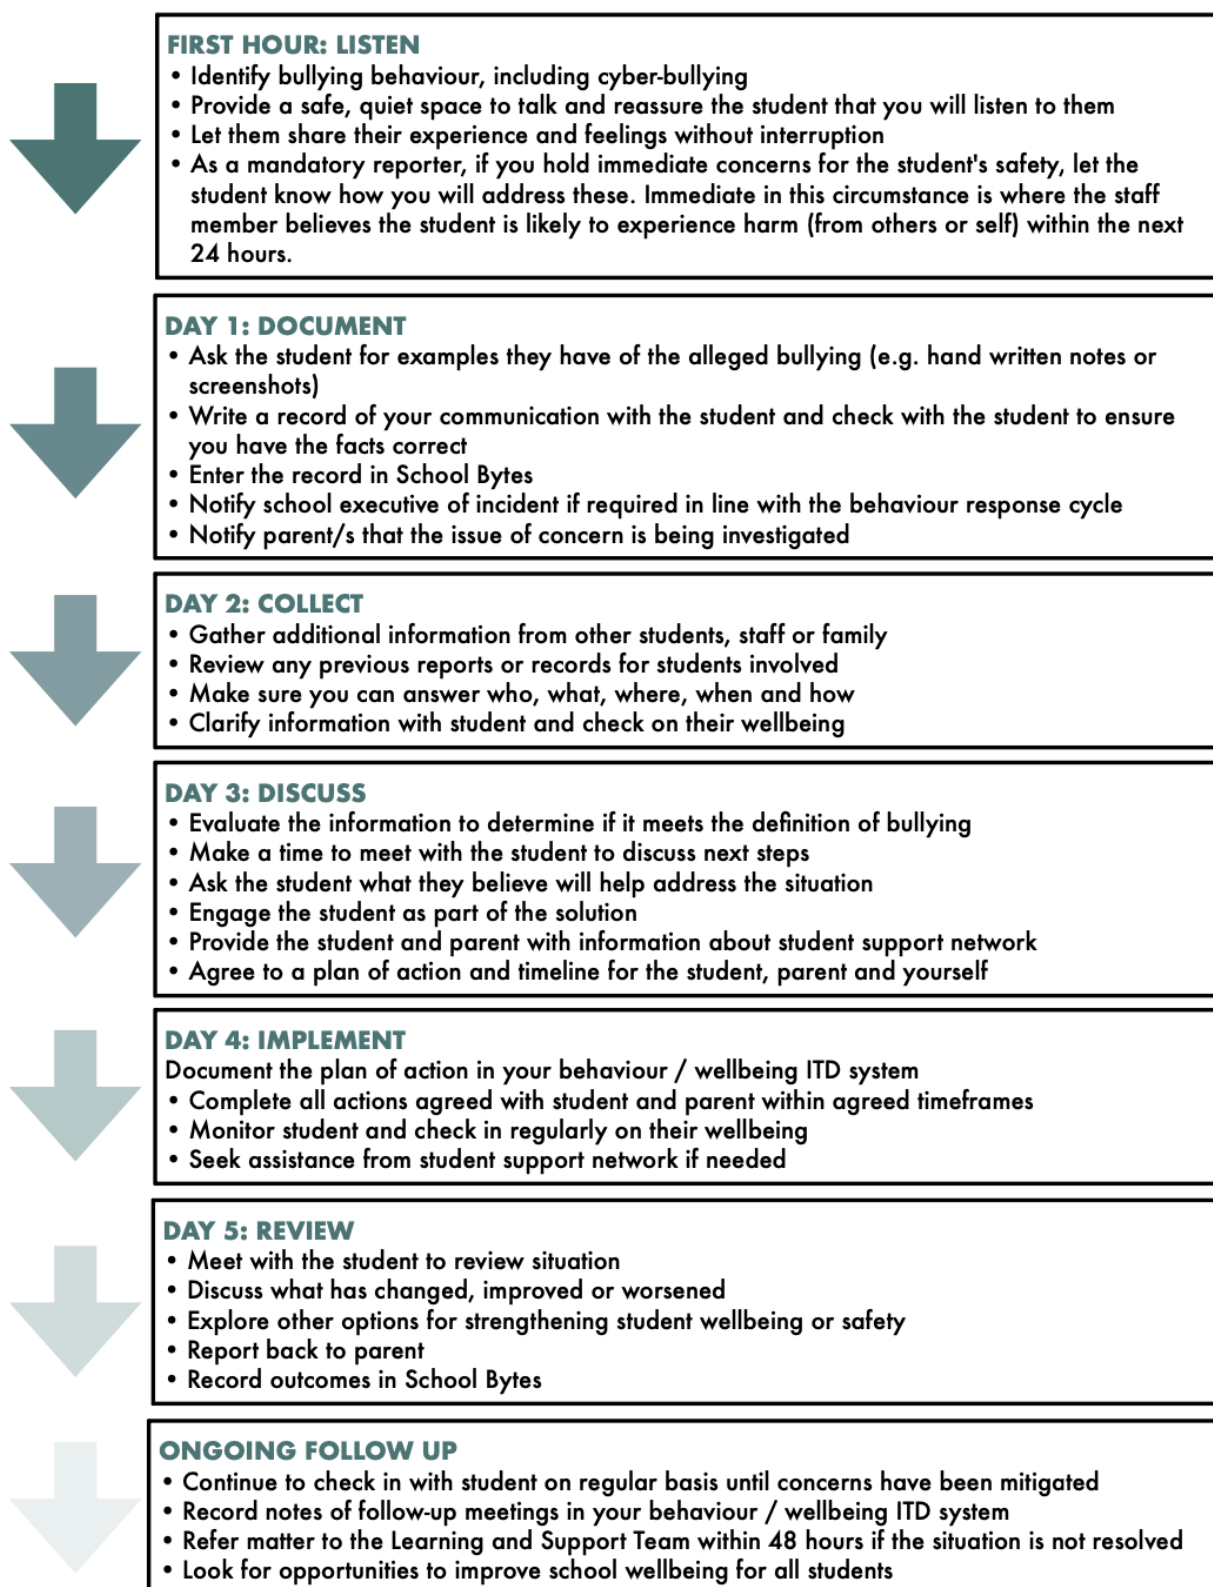 FIRST HOUR: LISTEN
• Identify bullying behaviour, including cyber-bullying
• Provide a safe, quiet space to talk and reassure the student that you will listen to them
• Let them share their experience and feelings without interruption
• As a mandatory reporter, if you hold immediate concerns for the student's safety, let the
student know how you will address these. Immediate in this circumstance is where the staff
member believes the student is likely to experience harm (from others or self) within the next
24 hours.
DAY 1: DOCUMENT
• Ask the student for examples they have of the alleged bullying (e.g. hand written notes or
screenshots)
• Write a record of your communication with the student and check with the student to ensure
you have the facts correct
• Enter the record in School Bytes
• Notify school executive of incident if required in line with the behaviour response cycle
• Notify parent/s that the issue of concern is being investigated
DAY 2: COLLECT
• Gather additional information from other students, staff or family
• Review any previous reports or records for students involved
• Make sure you can answer who, what, where, when and how
• Clarify information with student and check on their wellbeing
DAY 3: DISCUSS
• Evaluate the information to determine if it meets the definition of bullying
• Make a time to meet with the student to discuss next steps
• Ask the student what they believe will help address the situation
• Engage the student as part of the solution
• Provide the student and parent with information about student support network
• Agree to a plan of action and timeline for the student, parent and yourself
DAY 4: IMPLEMENT
Document the plan of action in your behaviour / wellbeing ITD system
• Complete all actions agreed with student and parent within agreed timeframes
• Monitor student and check in regularly on their wellbeing
• Seek assistance from student support network if needed
DAY 5: REVIEW
• Meet with the student to review situation
• Discuss what has changed, improved or worsened
• Explore other options for strengthening student wellbeing or safety
• Report back to parent
• Record outcomes in School Bytes
ONGOING FOLLOW UP
• Continue to check in with student on regular basis until concerns have been mitigated
• Record notes of follow-up meetings in your behaviour / wellbeing ITD system
• Refer matter to the Learning and Support Team within 48 hours if the situation is not resolved
• Look for opportunities to improve school wellbeing for all students